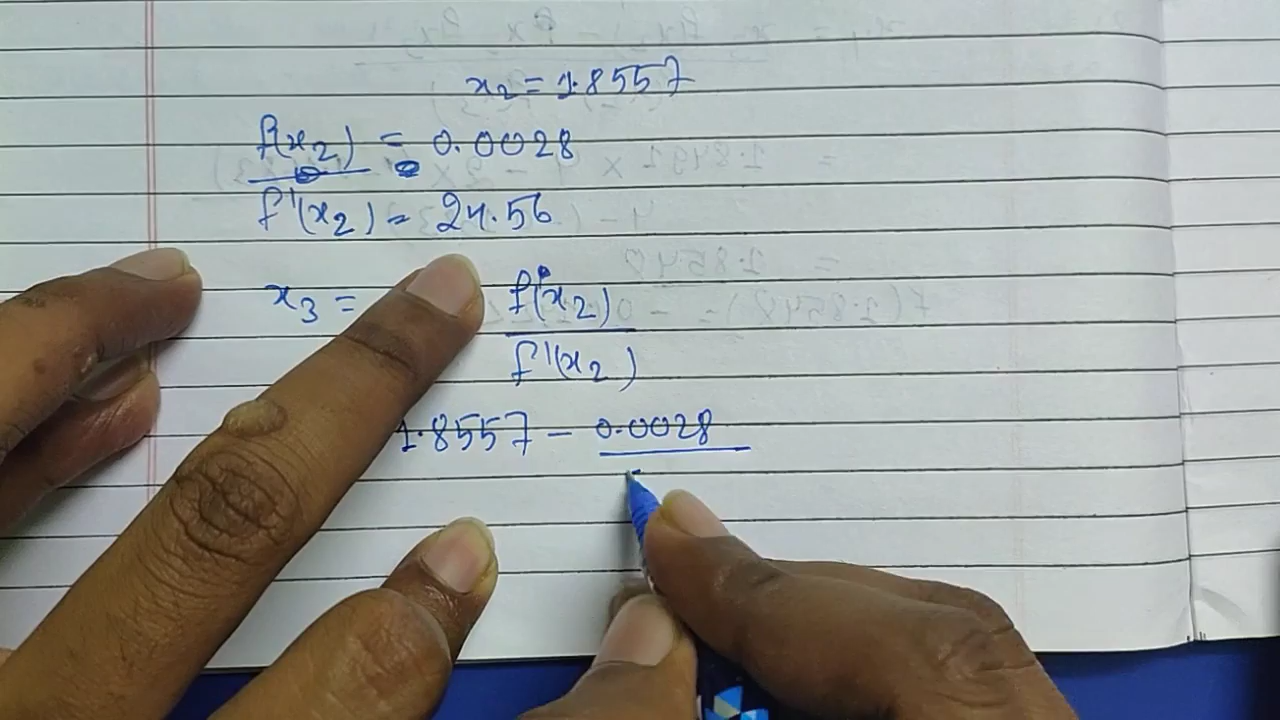 x₂ = 1.8557
f(x₂) = 0.0028
f'(x₂) = 24.56
x₃ = f(x₂)
f'(x₂)
1.8557 - 0.0028